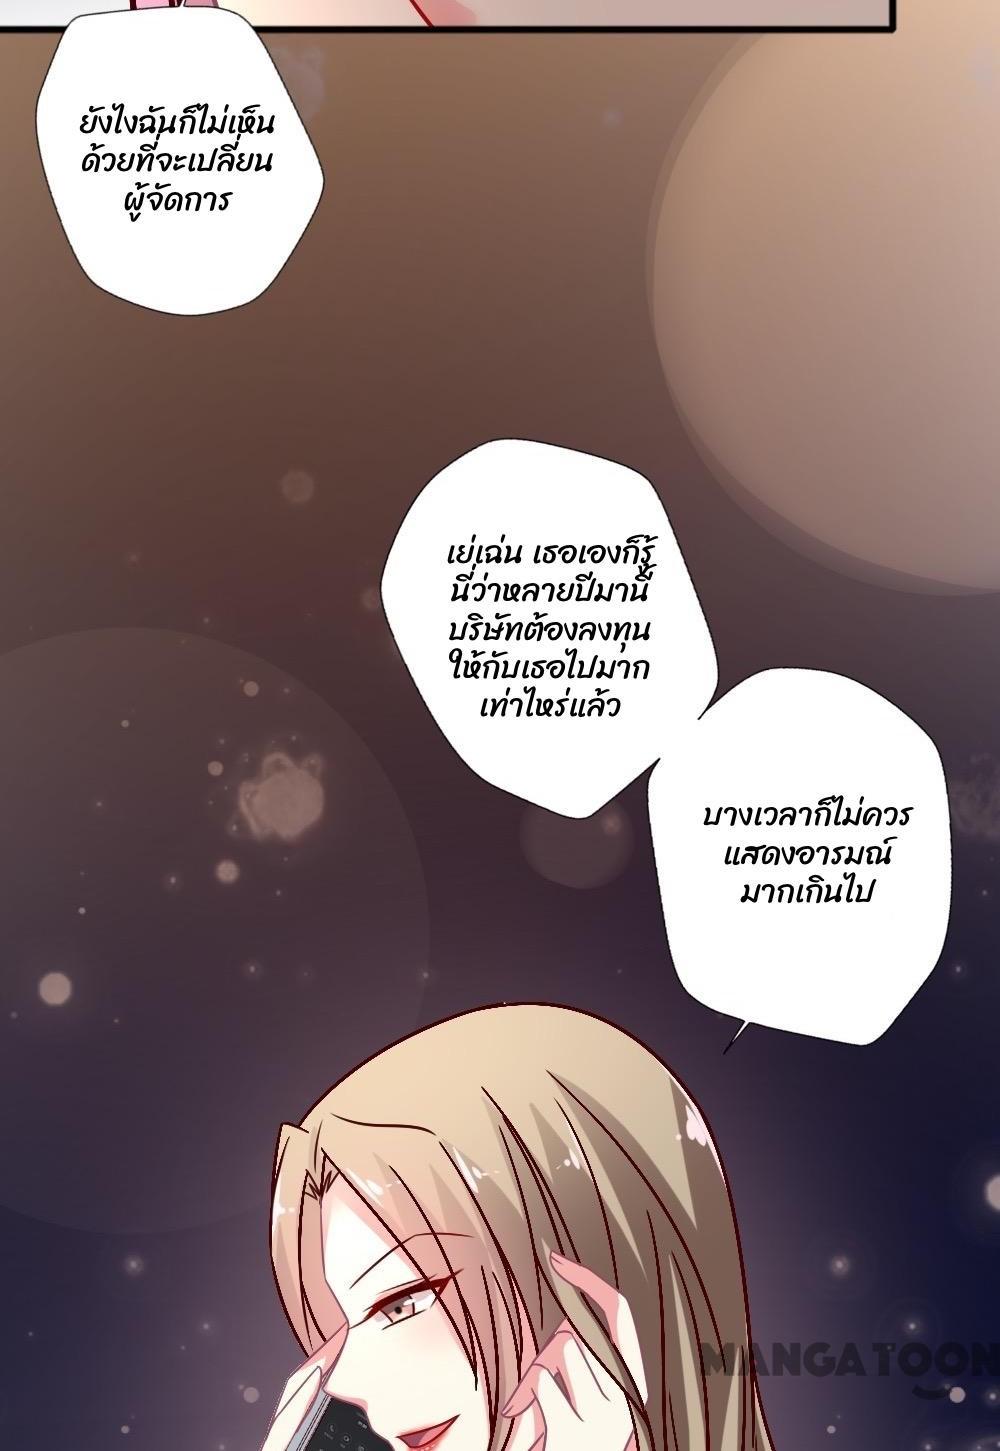 ยังไงฉันก็ไม่เห็น
ด้วยที่จะเปลี่ยน
ผู้จัดการ
เย่เฉ่น เธอเองก็รู้
นี่ว่าหลายปีมานี้
บริษัทต้องลงทุน
ให้กับเธอไปมาก
เท่าไหร่แล้ว
บางเวลาก็ไม่ควร
แสดงอารมณ์
มากเกินไป
MANGATOON